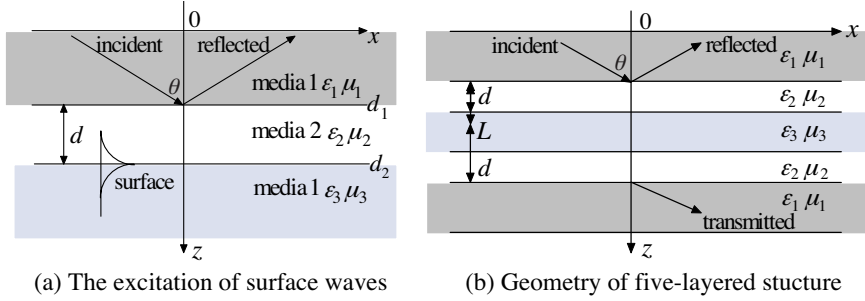 0
x
incident
reflected
θ
media 1 ε₁ μ₁
d₁
d
media 2 ε₂ μ₂
d₂
surface
media 1 ε₃ μ₃
z
(a) The excitation of surface waves
0
x
incident
reflected
θ
ε₁ μ₁
d
ε₂ μ₂
L
ε₃ μ₃
d
ε₂ μ₂
ε₁ μ₁
transmitted
z
(b) Geometry of five-layered stucture